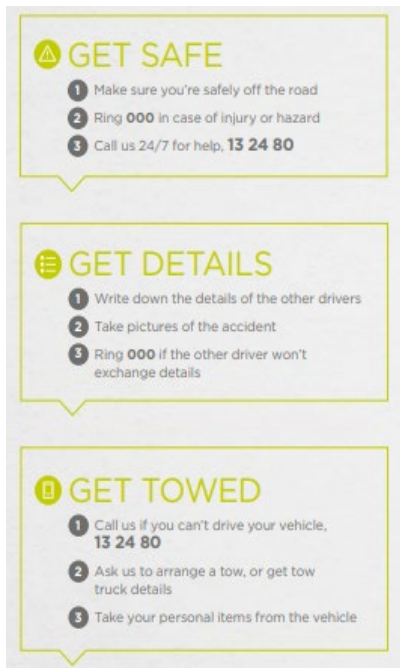 GET SAFE
1 Make sure you're safely off the road
2 Ring 000 in case of injury or hazard
3 Call us 24/7 for help, 13 24 80
GET DETAILS
1 Write down the details of the other drivers
2 Take pictures of the accident
3 Ring 000 if the other driver won't
exchange details
GET TOWED
1 Call us if you can't drive your vehicle,
13 24 80
2 Ask us to arrange a tow, or get tow
truck details
3 Take your personal items from the vehicle